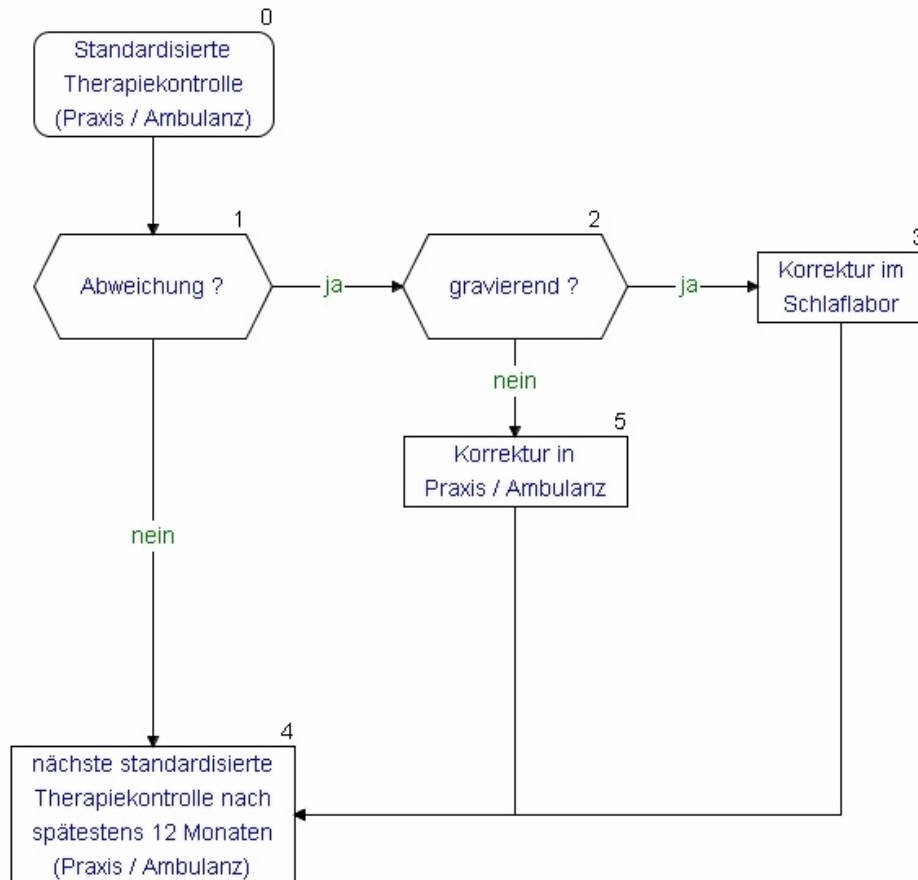 0
Standardisierte
Therapiekontrolle
(Praxis / Ambulanz)
1
Abweichung ?
ja
2
gravierend ?
ja
3
Korrektur im
Schlaflabor
nein
5
Korrektur in
Praxis / Ambulanz
nein
4
nächste standardisierte
Therapiekontrolle nach
spätestens 12 Monaten
(Praxis / Ambulanz)